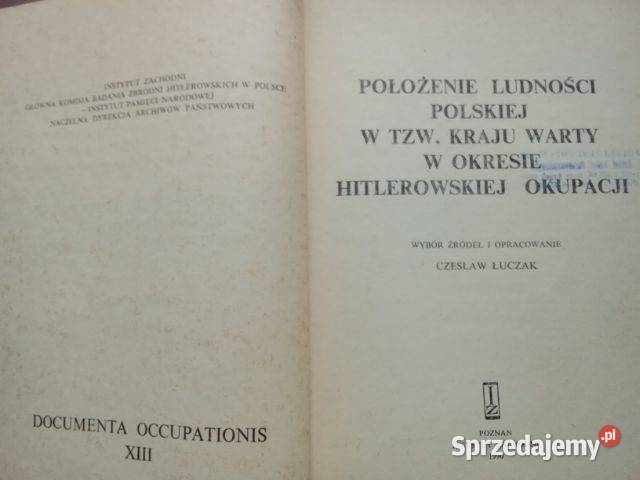 INSTYTUT ZACHODNI
GŁÓWNA KOMISJA BADANIA ZBRODNI HITLEROWSKICH W POLSCE
– INSTYTUT PAMIĘCI NARODOWEJ
NACZELNA DYREKCJA ARCHIWÓW PAŃSTWOWYCH
DOCUMENTA OCCUPATIONIS
XIII
POŁOŻENIE LUDNOŚCI
POLSKIEJ
W TZW. KRAJU WARTY
W OKRESIE
HITLEROWSKIEJ OKUPACJI
WYBÓR ŹRÓDEŁ I OPRACOWANIE
CZESŁAW ŁUCZAK
I
Z
POZNAŃ
1990
Sprzedajemy.pl